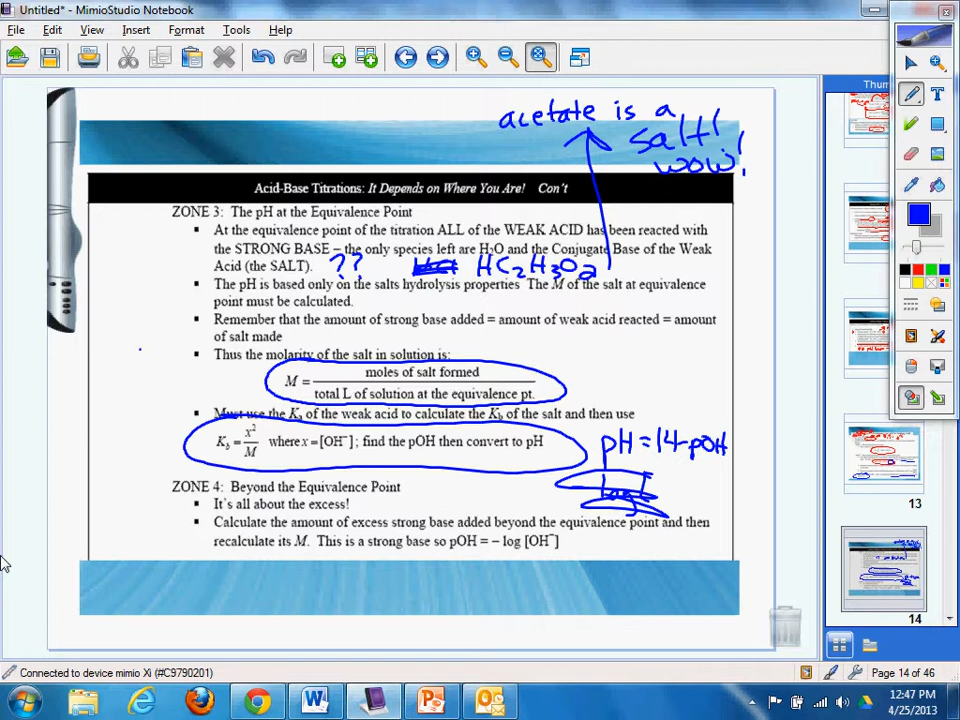 Untitled* - MimioStudio Notebook
File Edit View Insert Format Tools Help
Thum
acetate is a
salt!
wow!
Acid-Base Titrations: It Depends on Where You Are! Con't
ZONE 3: The pH at the Equivalence Point
▪ At the equivalence point of the titration ALL of the WEAK ACID has been reacted with
the STRONG BASE – the only species left are H₂O and the Conjugate Base of the Weak
Acid (the SALT).
?? HC₂H₃O₂
▪ The pH is based only on the salts hydrolysis properties The M of the salt at equivalence
point must be calculated.
▪ Remember that the amount of strong base added = amount of weak acid reacted = amount
of salt made
▪ Thus the molarity of the salt in solution is:
M = moles of salt formed
total L of solution at the equivalence pt.
▪ Must use the Kₐ of the weak acid to calculate the K_b of the salt and then use
K_b = x²/M where x = [OH⁻]; find the pOH then convert to pH
pH = 14-pOH
ZONE 4: Beyond the Equivalence Point
▪ It's all about the excess!
▪ Calculate the amount of excess strong base added beyond the equivalence point and then
recalculate its M. This is a strong base so pOH = − log [OH⁻]
13
14
Connected to device mimio Xi (#C9790201)
Page 14 of 46
12:47 PM
4/25/2013